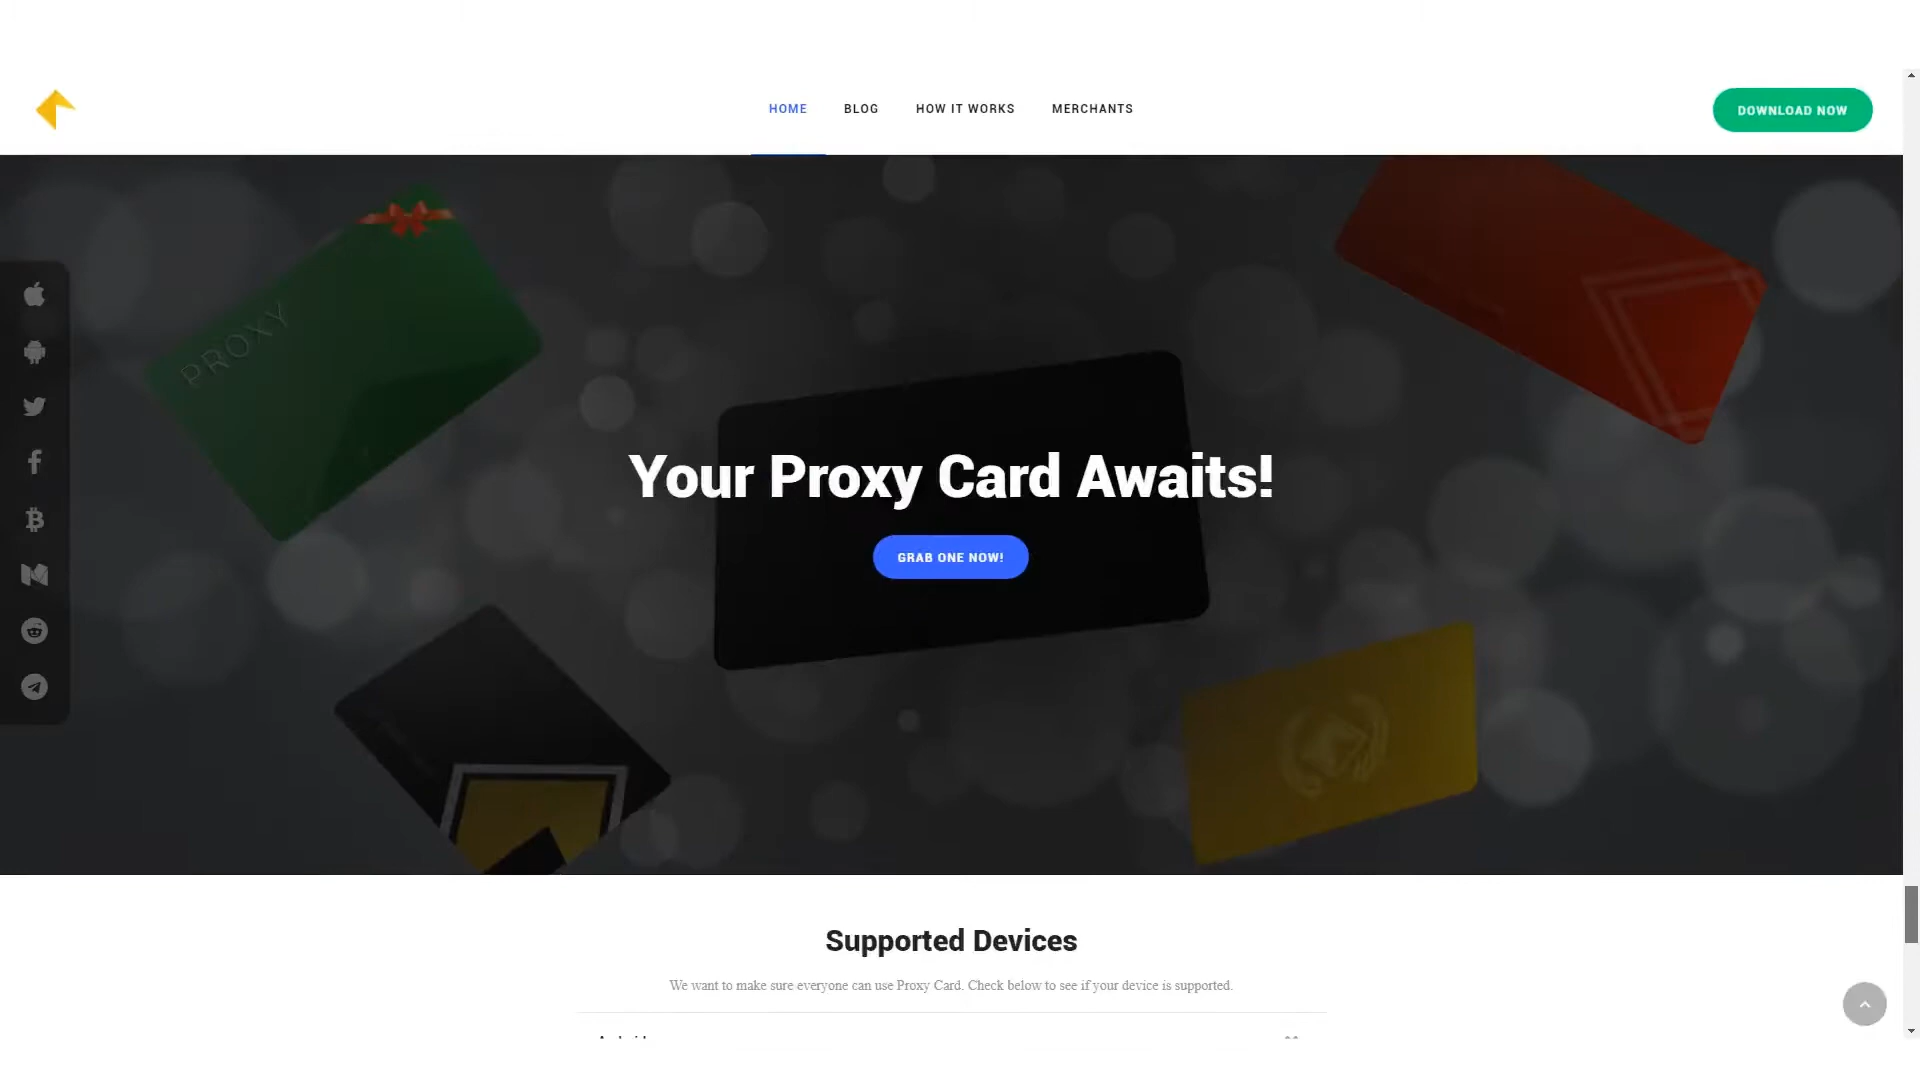 HOME BLOG HOW IT WORKS MERCHANTS
DOWNLOAD NOW
PROXY
Your Proxy Card Awaits!
GRAB ONE NOW!
Supported Devices
We want to make sure everyone can use Proxy Card. Check below to see if your device is supported.